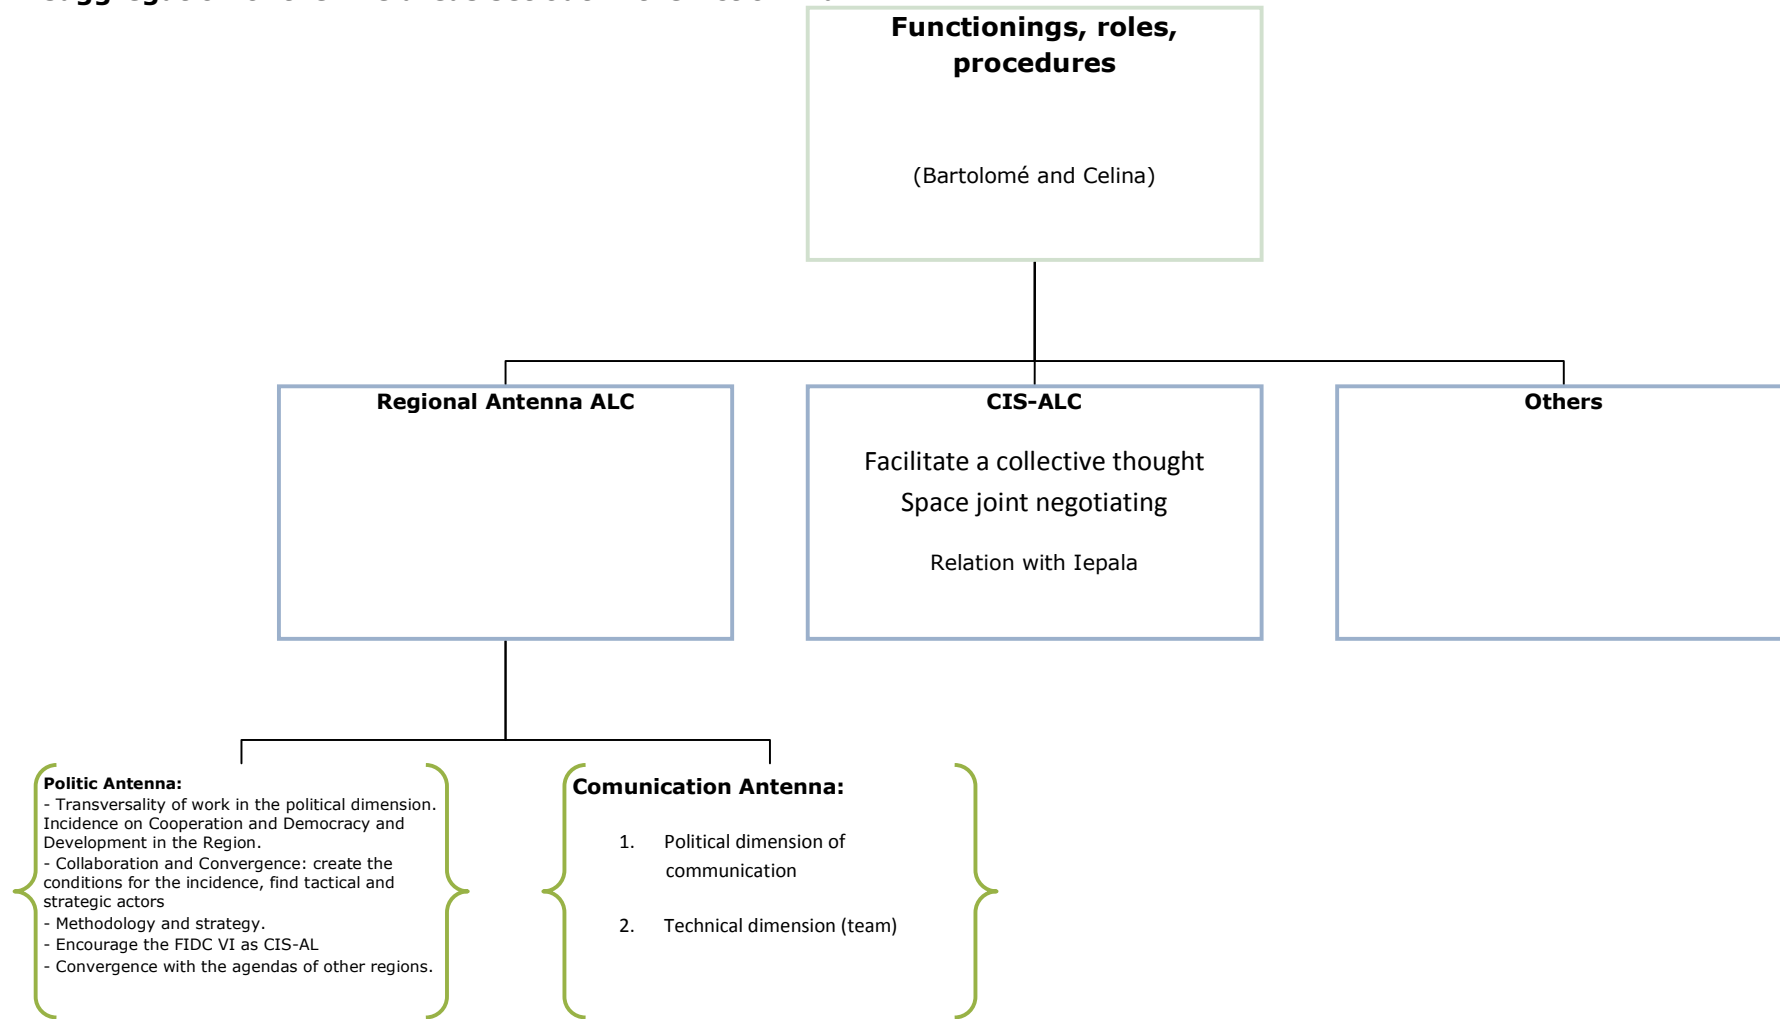 Functionings, roles,
procedures
(Bartolomé and Celina)
Regional Antenna ALC
CIS-ALC
Facilitate a collective thought
Space joint negotiating
Relation with Iepala
Others
Politic Antenna:
- Transversality of work in the political dimension.
Incidence on Cooperation and Democracy and
Development in the Region.
- Collaboration and Convergence: create the
conditions for the incidence, find tactical and
strategic actors
- Methodology and strategy.
- Encourage the FIDC VI as CIS-AL
- Convergence with the agendas of other regions.
Comunication Antenna:
1. Political dimension of
communication
2. Technical dimension (team)